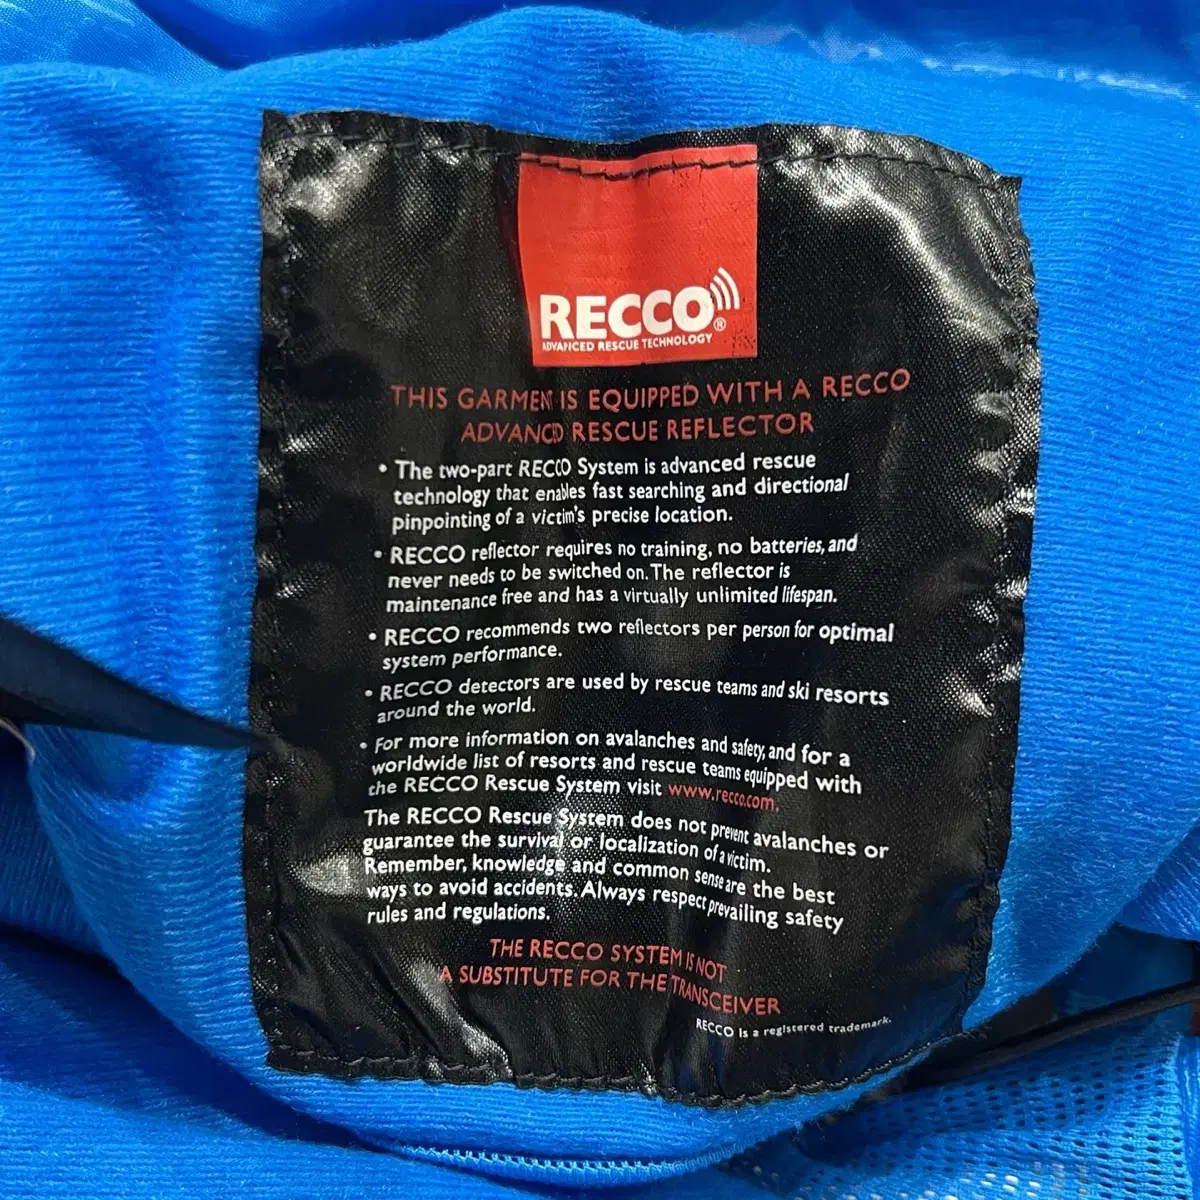 RECCO®
ADVANCED RESCUE TECHNOLOGY
THIS GARMEN IS EQUIPPED WITH A RECCO
ADVANCD RESCUE REFLECTOR
• The two-part RECCO System is advanced rescue
technology that enables fast searching and directional
pinpointing of a victim's precise location.
• RECCO reflector requires no training, no batteries, and
never needs to be switched on. The reflector is
maintenance free and has a virtually unlimited lifespan.
• RECCO recommends two reflectors per person for optimal
system performance.
• RECCO detectors are used by rescue teams and ski resorts
around the world.
• For more information on avalanches and safety, and for a
worldwide list of resorts and rescue teams equipped with
the RECCO Rescue System visit www.recco.com.
The RECCO Rescue System does not prevent avalanches or
guarantee the survival or localization of a victim.
Remember, knowledge and common sense are the best
ways to avoid accidents. Always respect prevailing safety
rules and regulations.
THE RECCO SYSTEM IS NOT
A SUBSTITUTE FOR THE TRANSCEIVER
RECCO is a registered trademark.